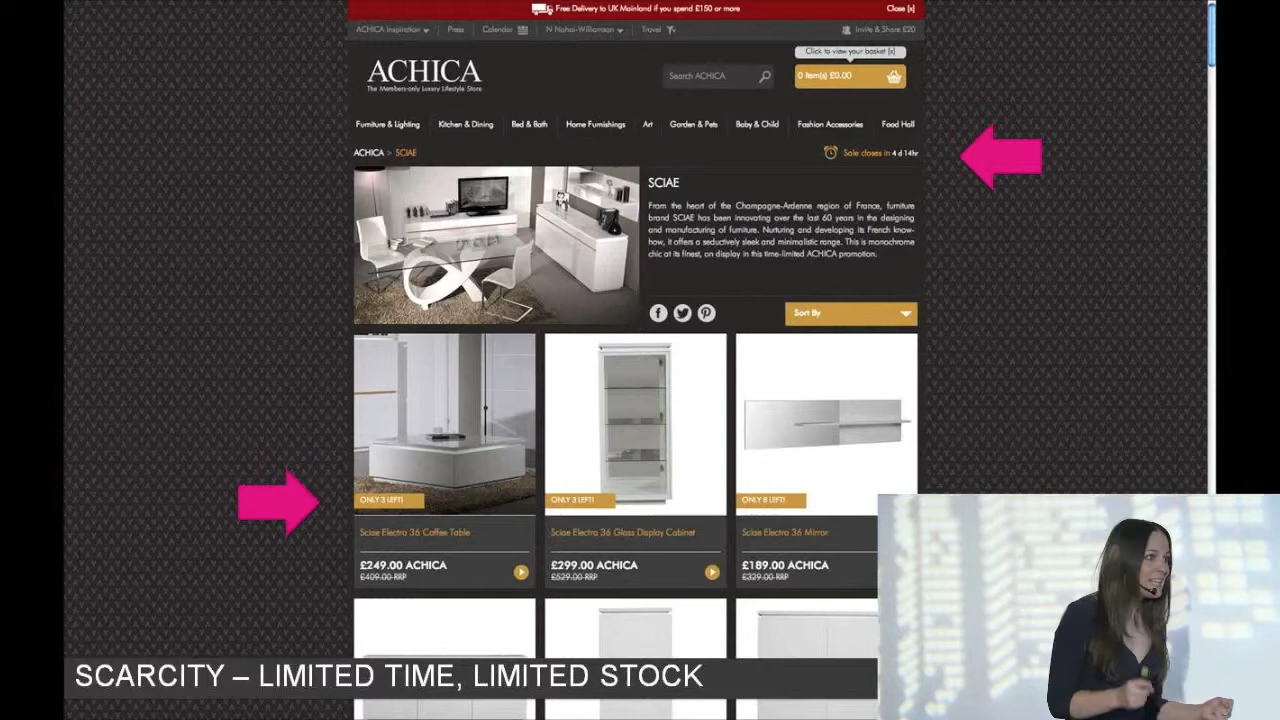 Free Delivery to UK Mainland if you spend £150 or more
Close [x]
ACHICA Inspiration
Press
Calendar
N Nahai-Williamson
Travel
Invite & Share £20
Click to view your basket [x]
ACHICA
The Members-only Luxury Lifestyle Store
Search ACHICA
0 item(s) £0.00
Furniture & Lighting
Kitchen & Dining
Bed & Bath
Home Furnishings
Art
Garden & Pets
Baby & Child
Fashion Accessories
Food Hall
ACHICA > SCIAE
Sale closes in 4 d 14hr
SCIAE
From the heart of the Champagne-Ardenne region of France, furniture
brand SCIAE has been innovating over the last 60 years in the designing
and manufacturing of furniture. Nurturing and developing its French know-
how, it offers a seductively sleek and minimalistic range. This is monochrome
chic at its finest, on display in this time-limited ACHICA promotion.
Sort By
ONLY 3 LEFT!
ONLY 3 LEFT!
ONLY 8 LEFT!
Sciae Electra 36 Coffee Table
Sciae Electra 36 Glass Display Cabinet
Sciae Electra 36 Mirror
£249.00 ACHICA
£409.00 RRP
£299.00 ACHICA
£529.00 RRP
£189.00 ACHICA
£329.00 RRP
SCARCITY – LIMITED TIME, LIMITED STOCK